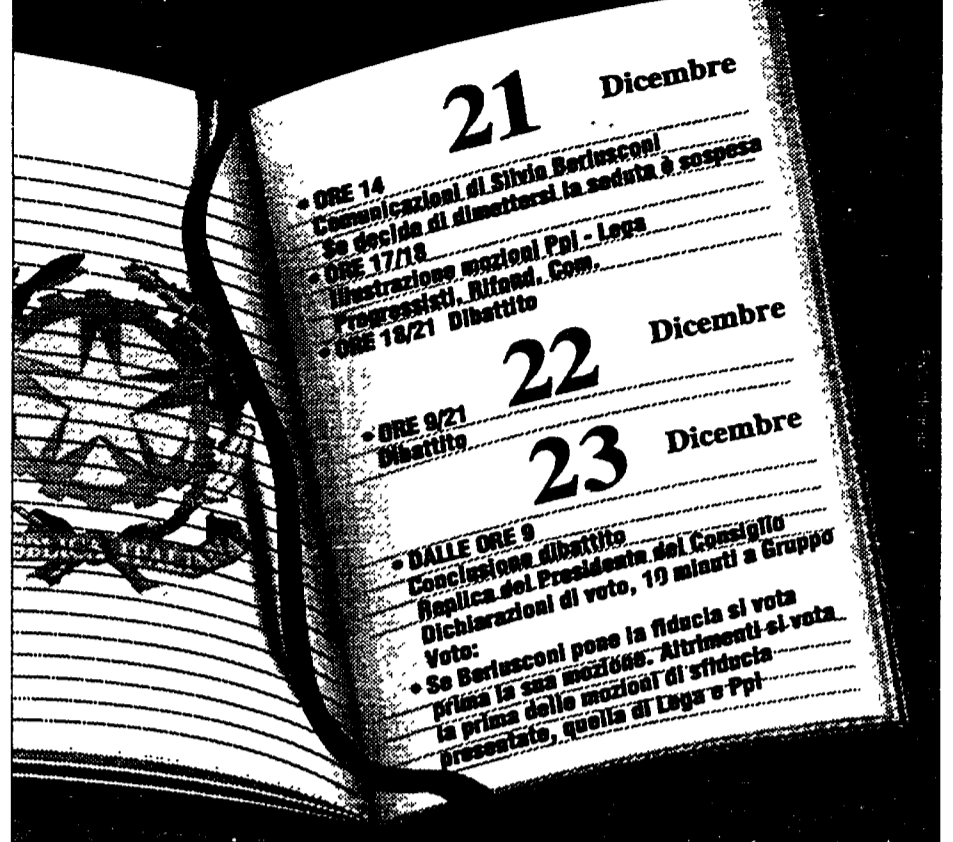 21 Dicembre
• ORE 14
Comunicazioni di Silvio Berlusconi
Se decide di dimettersi la seduta è sospesa
• ORE 17/18
Illustrazione mozioni Ppi - Lega
Progressisti, Rifond. Com.
• ORE 18/21 Dibattito
22 Dicembre
• ORE 9/21
Dibattito
23 Dicembre
• DALLE ORE 9
Conclusione dibattito
Replica del Presidente del Consiglio
Dichiarazioni di voto, 10 minuti a Gruppo
Voto:
• Se Berlusconi pone la fiducia si vota
prima la sua mozione. Altrimenti si vota
la prima delle mozioni di sfiducia
presentate, quella di Lega e Ppi